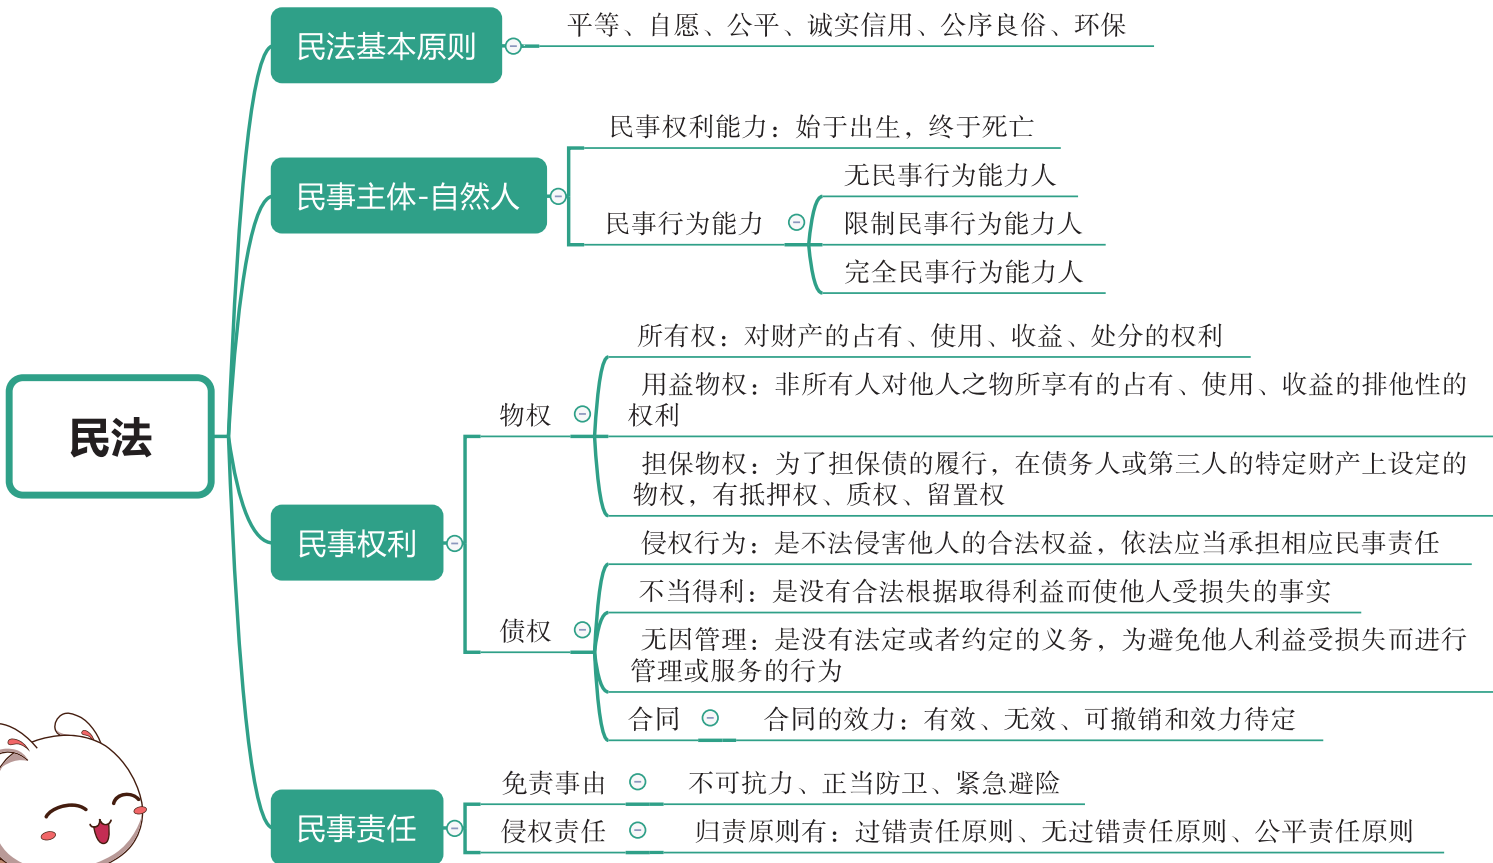 民法
民法基本原则
平等、自愿、公平、诚实信用、公序良俗、环保
民事主体-自然人
民事权利能力：始于出生，终于死亡
民事行为能力
无民事行为能力人
限制民事行为能力人
完全民事行为能力人
民事权利
物权
所有权：对财产的占有、使用、收益、处分的权利
用益物权：非所有人对他人之物所享有的占有、使用、收益的排他性的
权利
担保物权：为了担保债的履行，在债务人或第三人的特定财产上设定的
物权，有抵押权、质权、留置权
债权
侵权行为：是不法侵害他人的合法权益，依法应当承担相应民事责任
不当得利：是没有合法根据取得利益而使他人受损失的事实
无因管理：是没有法定或者约定的义务，为避免他人利益受损失而进行
管理或服务的行为
合同
合同的效力：有效、无效、可撤销和效力待定
民事责任
免责事由
不可抗力、正当防卫、紧急避险
侵权责任
归责原则有：过错责任原则、无过错责任原则、公平责任原则